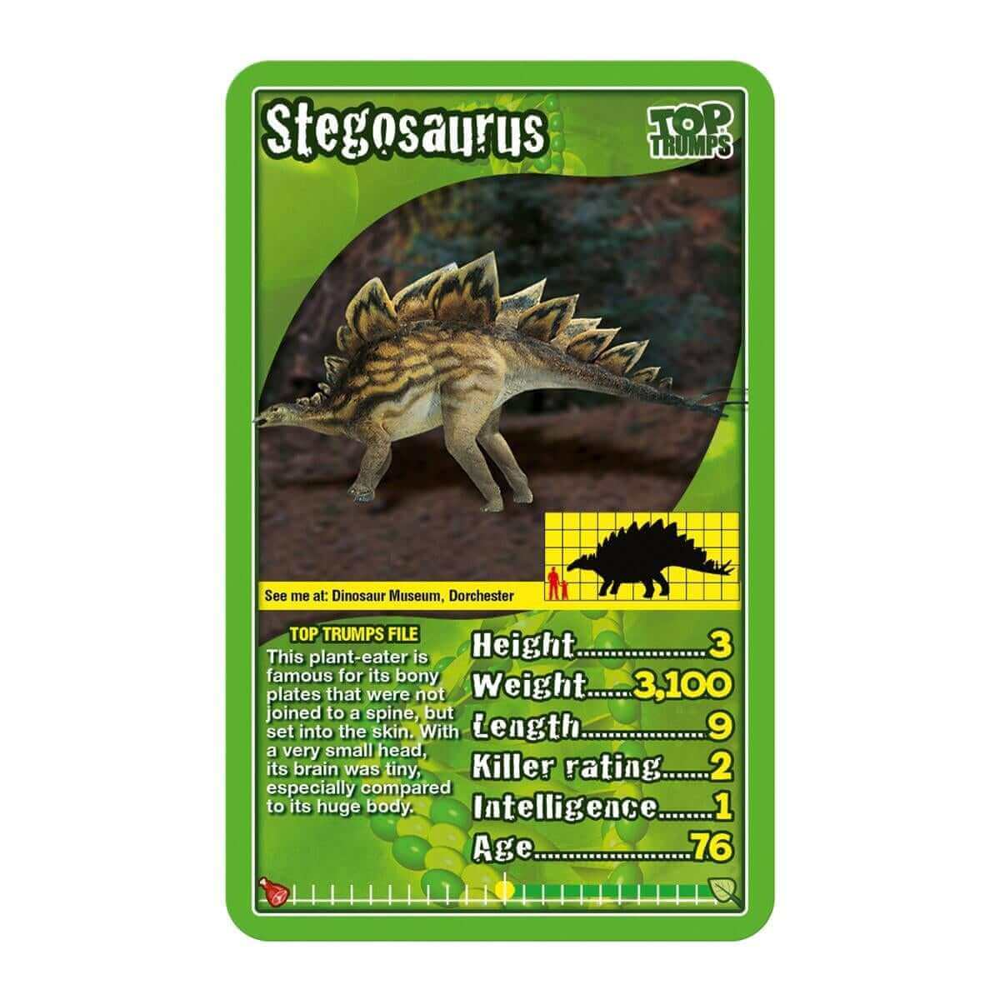 Stegosaurus
TOP
TRUMPS
See me at: Dinosaur Museum, Dorchester
TOP TRUMPS FILE
This plant-eater is
famous for its bony
plates that were not
joined to a spine, but
set into the skin. With
a very small head,
its brain was tiny,
especially compared
to its huge body.
Height....................3
Weight.......3,100
Length...................9
Killer rating.......2
Intelligence........1
Age.......................76